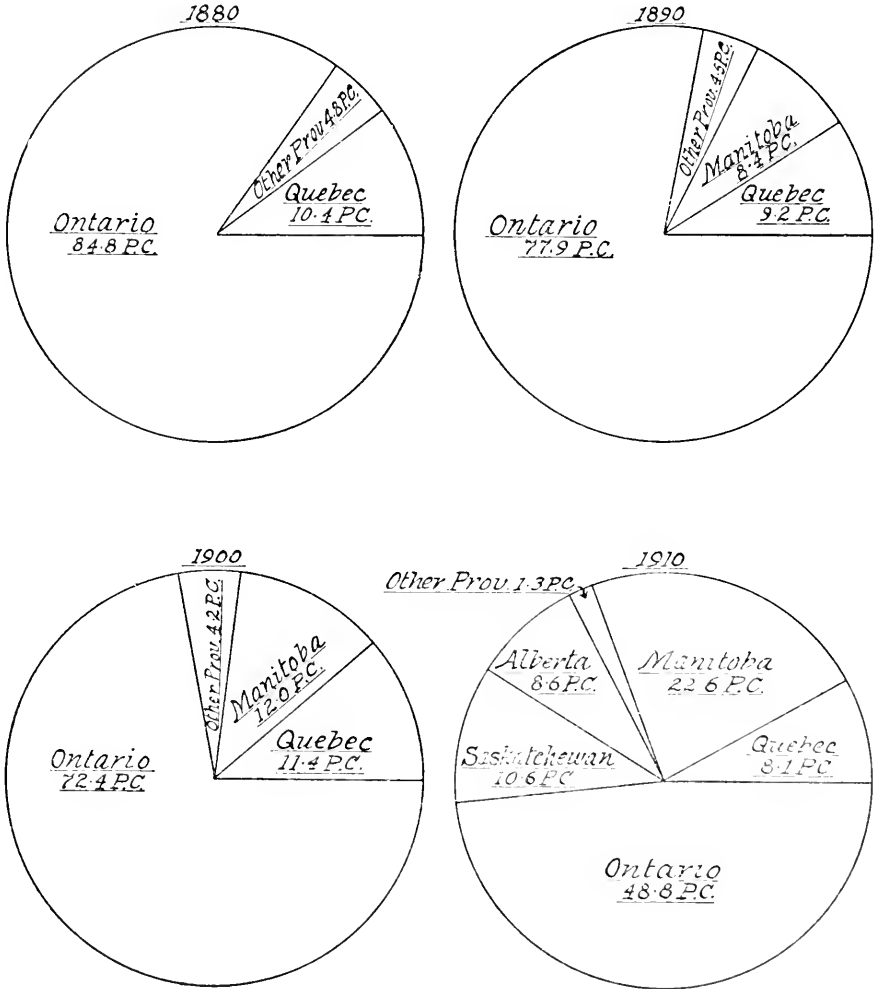 1880
Other Prov 4.8 P.C.
Quebec
10.4 P.C.
Ontario
84.8 P.C.
1890
Other Prov. 4.5 P.C.
Manitoba
8.4 P.C.
Quebec
9.2 P.C.
Ontario
77.9 P.C.
1900
Other Prov 4.2 P.C.
Manitoba
12.0 P.C.
Quebec
11.4 P.C.
Ontario
72.4 P.C.
1910
Other Prov. 1.3 P.C.
Alberta
8.6 P.C.
Manitoba
22.6 P.C.
Saskatchewan
10.6 P.C
Quebec
8.1 P.C
Ontario
48.8 P.C.